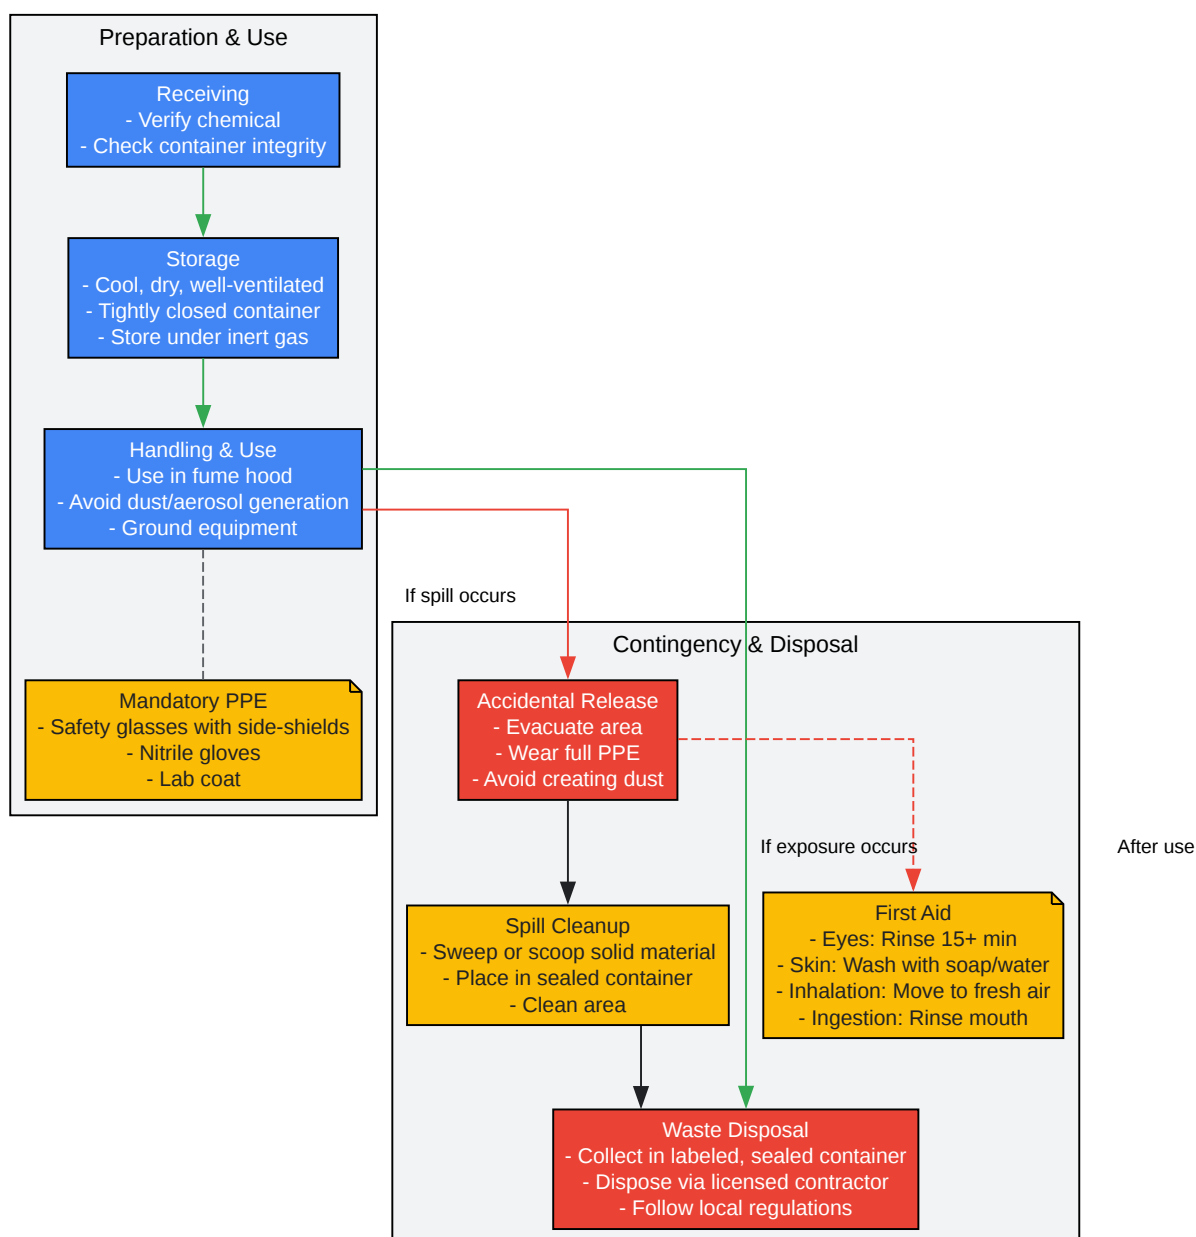 Preparation & Use
Receiving
- Verify chemical
- Check container integrity
Storage
- Cool, dry, well-ventilated
- Tightly closed container
- Store under inert gas
Handling & Use
- Use in fume hood
- Avoid dust/aerosol generation
- Ground equipment
If spill occurs
Mandatory PPE
- Safety glasses with side-shields
- Nitrile gloves
- Lab coat
Contingency & Disposal
Accidental Release
- Evacuate area
- Wear full PPE
- Avoid creating dust
If exposure occurs
After use
Spill Cleanup
- Sweep or scoop solid material
- Place in sealed container
- Clean area
First Aid
- Eyes: Rinse 15+ min
- Skin: Wash with soap/water
- Inhalation: Move to fresh air
- Ingestion: Rinse mouth
Waste Disposal
- Collect in labeled, sealed container
- Dispose via licensed contractor
- Follow local regulations